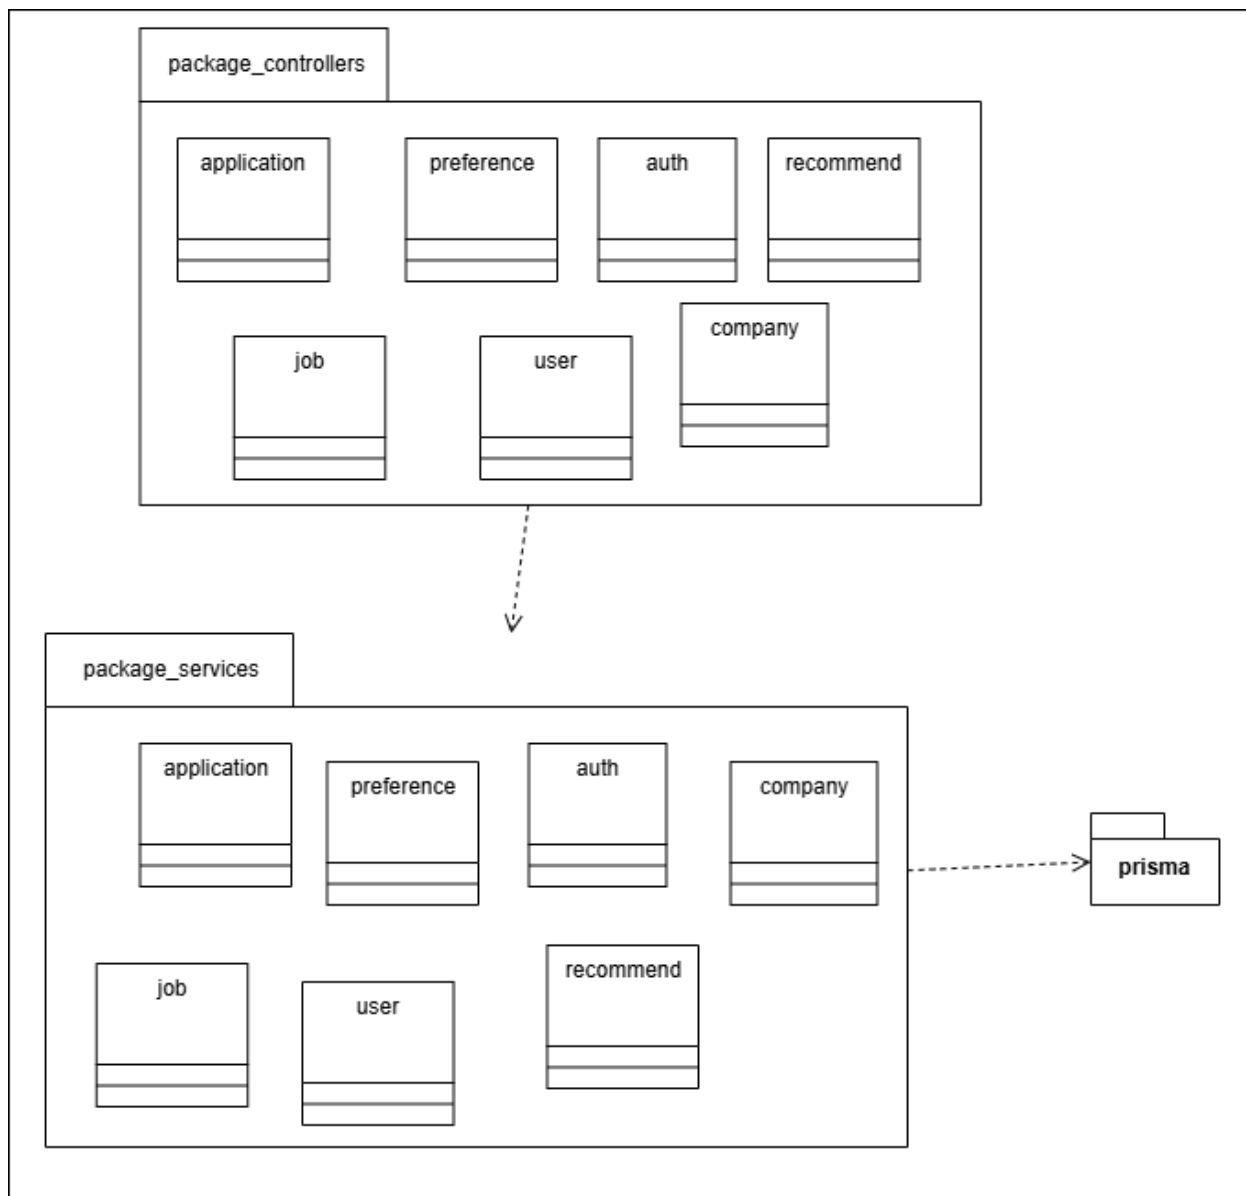 package_controllers
application
preference
auth
recommend
job
user
company
package_services
application
preference
auth
company
prisma
job
user
recommend